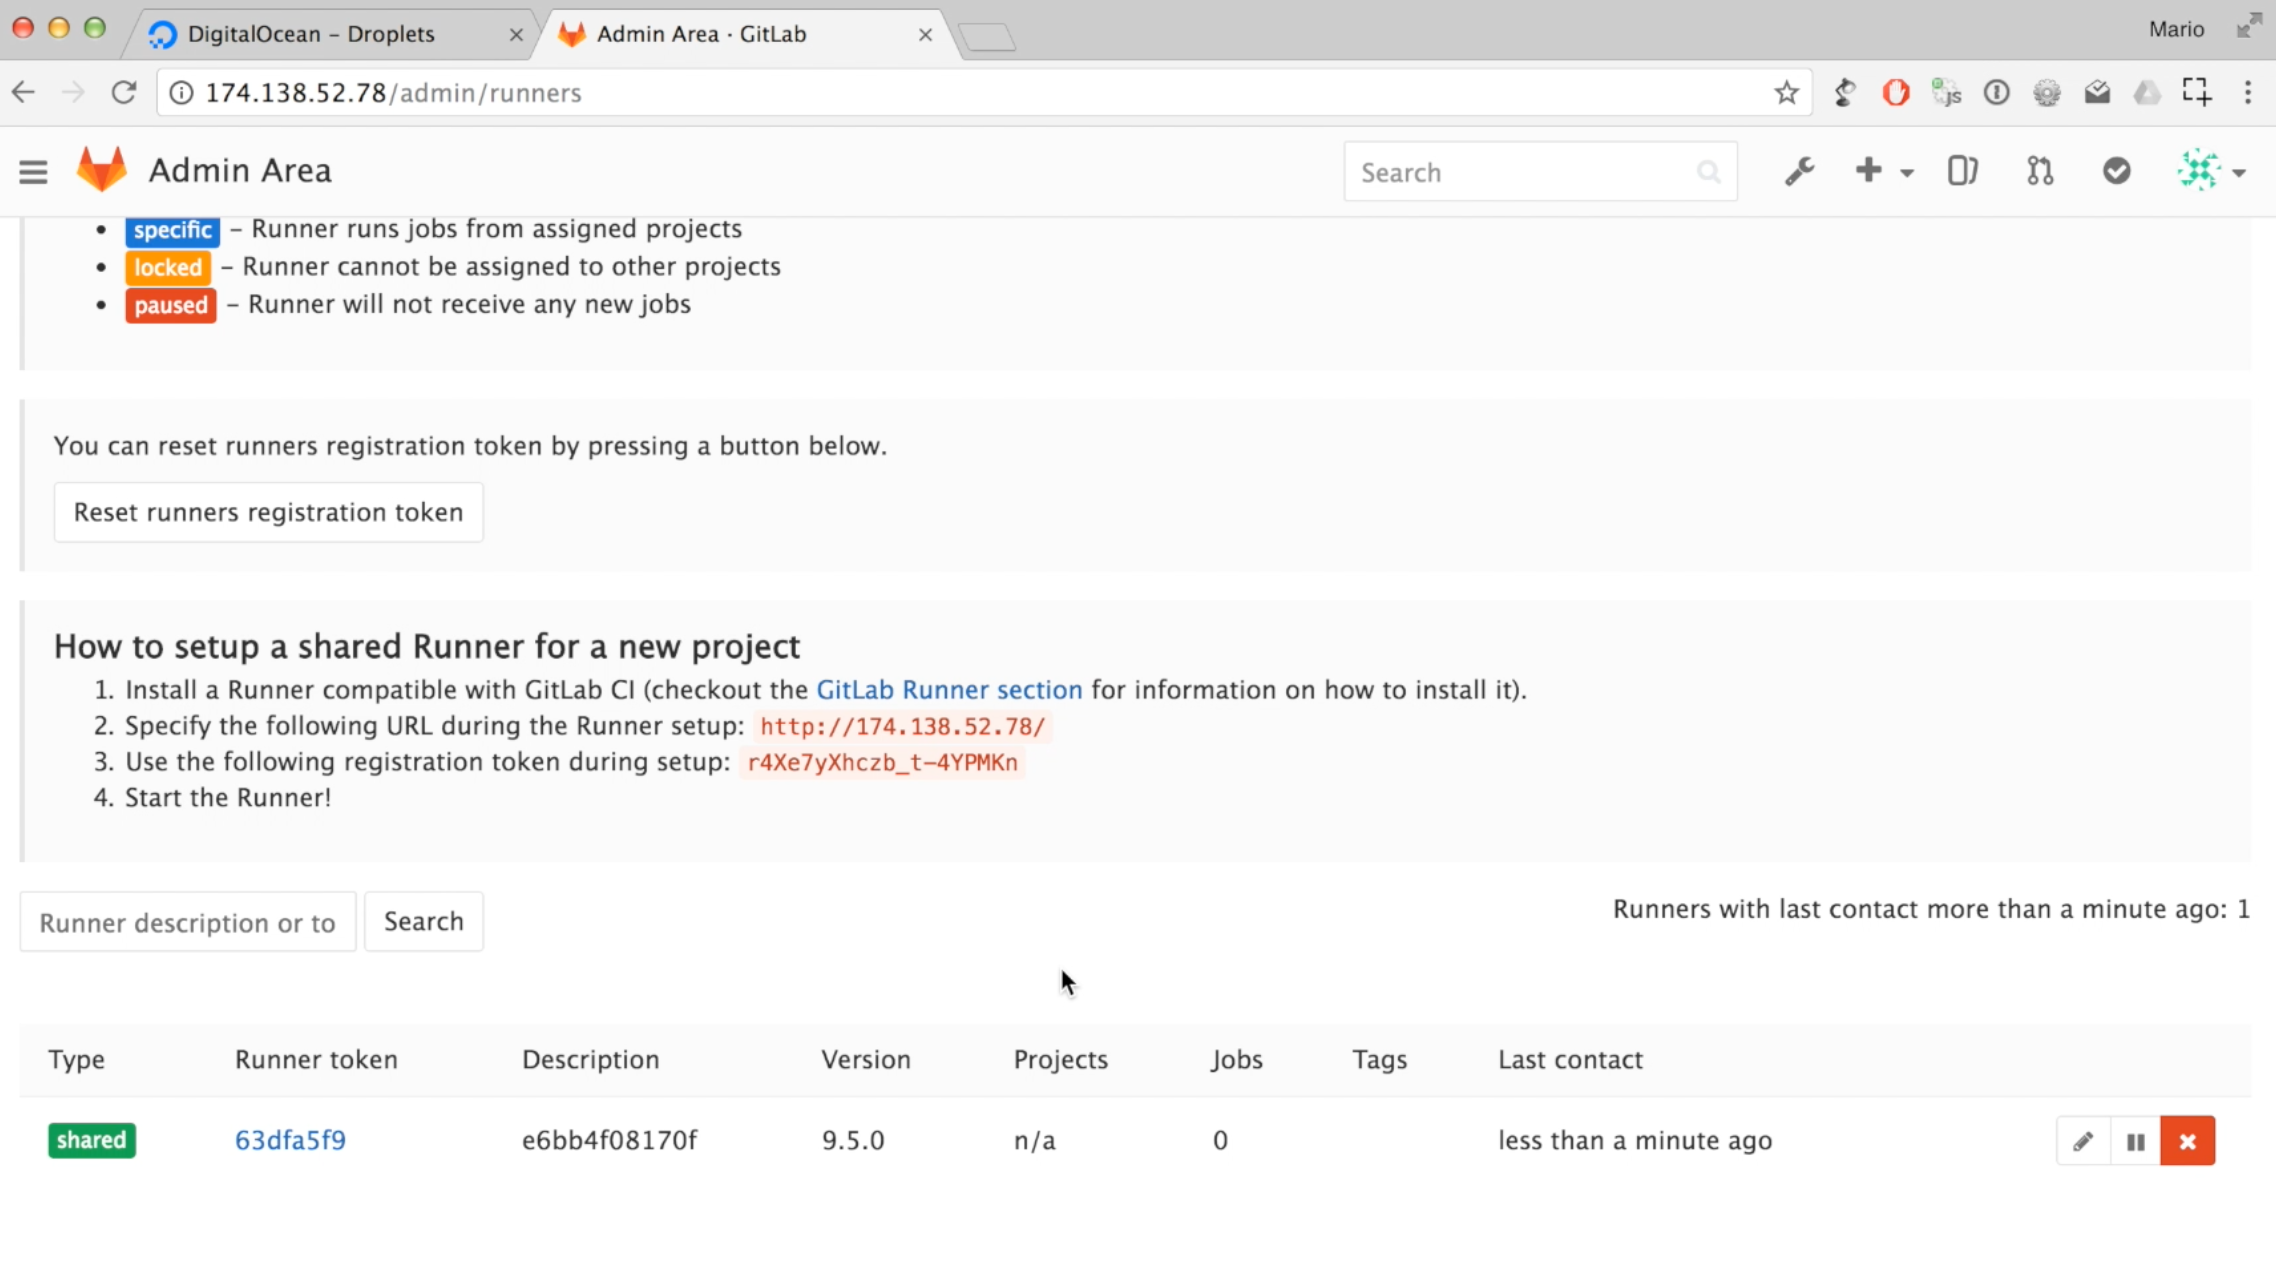 DigitalOcean – Droplets
Admin Area · GitLab
Mario
174.138.52.78/admin/runners
js
Admin Area
Search
• specific – Runner runs jobs from assigned projects
• locked – Runner cannot be assigned to other projects
• paused – Runner will not receive any new jobs
You can reset runners registration token by pressing a button below.
Reset runners registration token
How to setup a shared Runner for a new project
1. Install a Runner compatible with GitLab CI (checkout the GitLab Runner section for information on how to install it).
2. Specify the following URL during the Runner setup: http://174.138.52.78/
3. Use the following registration token during setup: r4Xe7yXhczb_t-4YPMKn
4. Start the Runner!
Runner description or to
Search
Runners with last contact more than a minute ago: 1
Type Runner token Description Version Projects Jobs Tags Last contact
shared 63dfa5f9 e6bb4f08170f 9.5.0 n/a 0 less than a minute ago